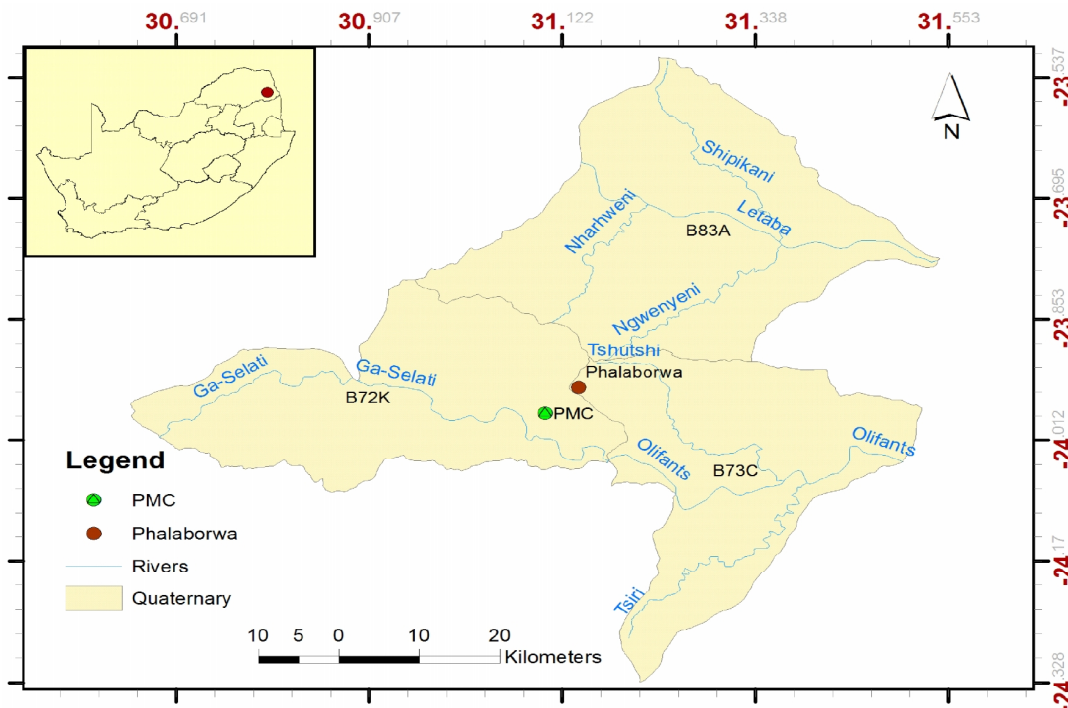 30.691 30.907 31.122 31.338 31.553
-23.537
-23.695
-23.853
-24.012
-24.17
-24.328
N
Shipikani
Nharhweni
Letaba
B83A
Ngwenyeni
Tshutshi
Phalaborwa
Ga-Selati
Ga-Selati
B72K
PMC
Olifants
Olifants
B73C
Tsiri
Legend
PMC
Phalaborwa
Rivers
Quaternary
10 5 0 10 20
Kilometers